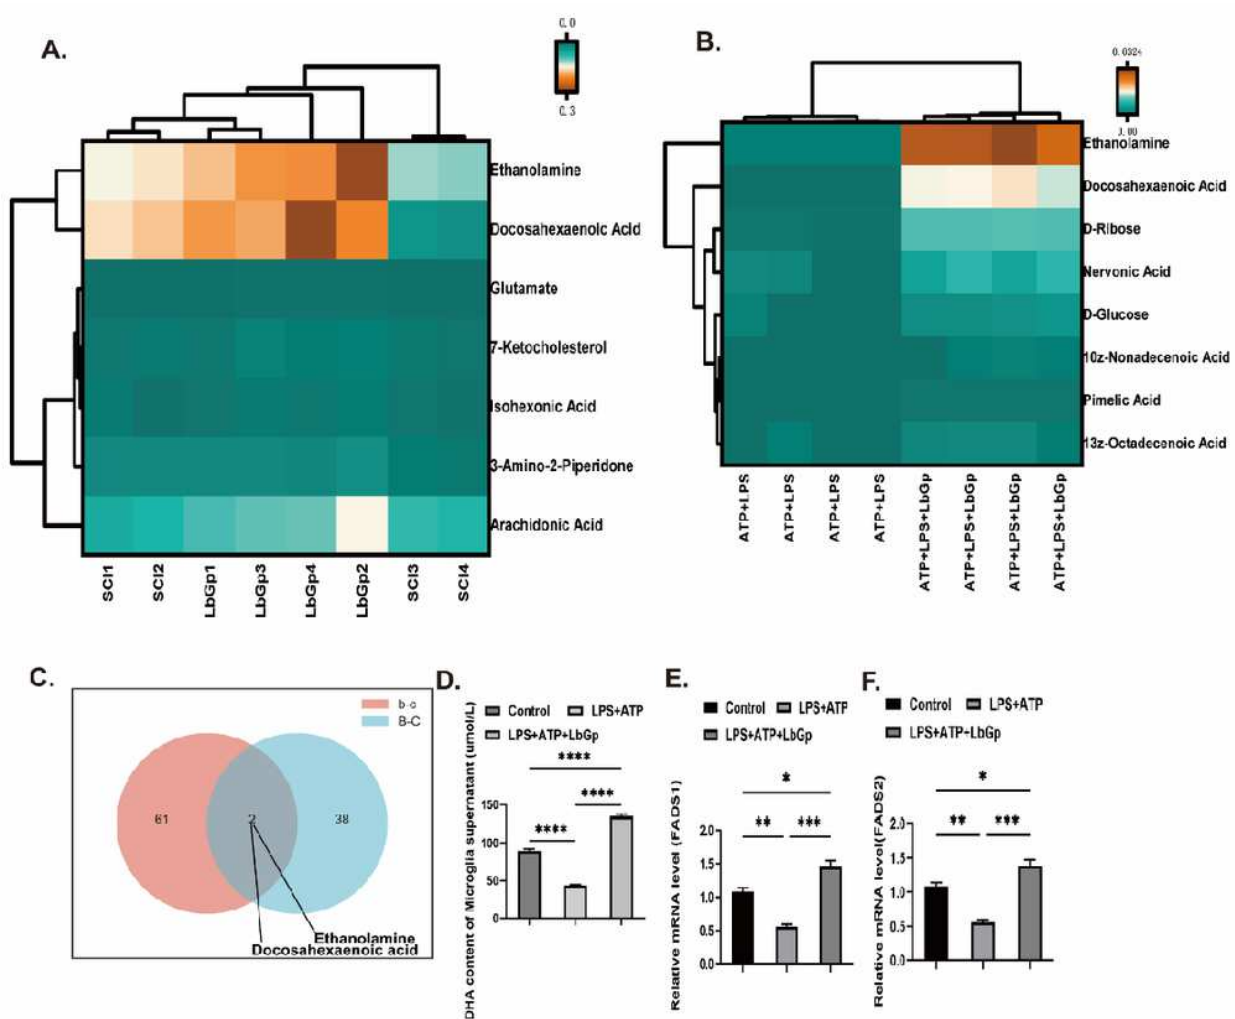 A.
0.0
0.3
Ethanolamine
Docosahexaenoic Acid
Glutamate
7-Ketocholesterol
Isohexonic Acid
3-Amino-2-Piperidone
Arachidonic Acid
SCI1
SCI2
LbGp1
LbGp3
LbGp4
LbGp2
SCI3
SCI4
B.
0.0324
0.00
Ethanolamine
Docosahexaenoic Acid
D-Ribose
Nervonic Acid
D-Glucose
10z-Nonadecenoic Acid
Pimelic Acid
13z-Octadecenoic Acid
ATP+LPS
ATP+LPS
ATP+LPS
ATP+LPS
ATP+LPS+LbGp
ATP+LPS+LbGp
ATP+LPS+LbGp
ATP+LPS+LbGp
C.
b-c
B-C
61
2
38
Ethanolamine
Docosahexaenoic acid
D.
Control LPS+ATP
LPS+ATP+LbGp
DHA content of Microglia supernatant (umol/L)
****
****
****
150
100
50
0
E.
Control LPS+ATP
LPS+ATP+LbGp
Relative mRNA level (FADS1)
*
** ***
2.0
1.5
1.0
0.5
0.0
F.
Control LPS+ATP
LPS+ATP+LbGp
Relative mRNA level(FADS2)
*
** ***
2.0
1.5
1.0
0.5
0.0